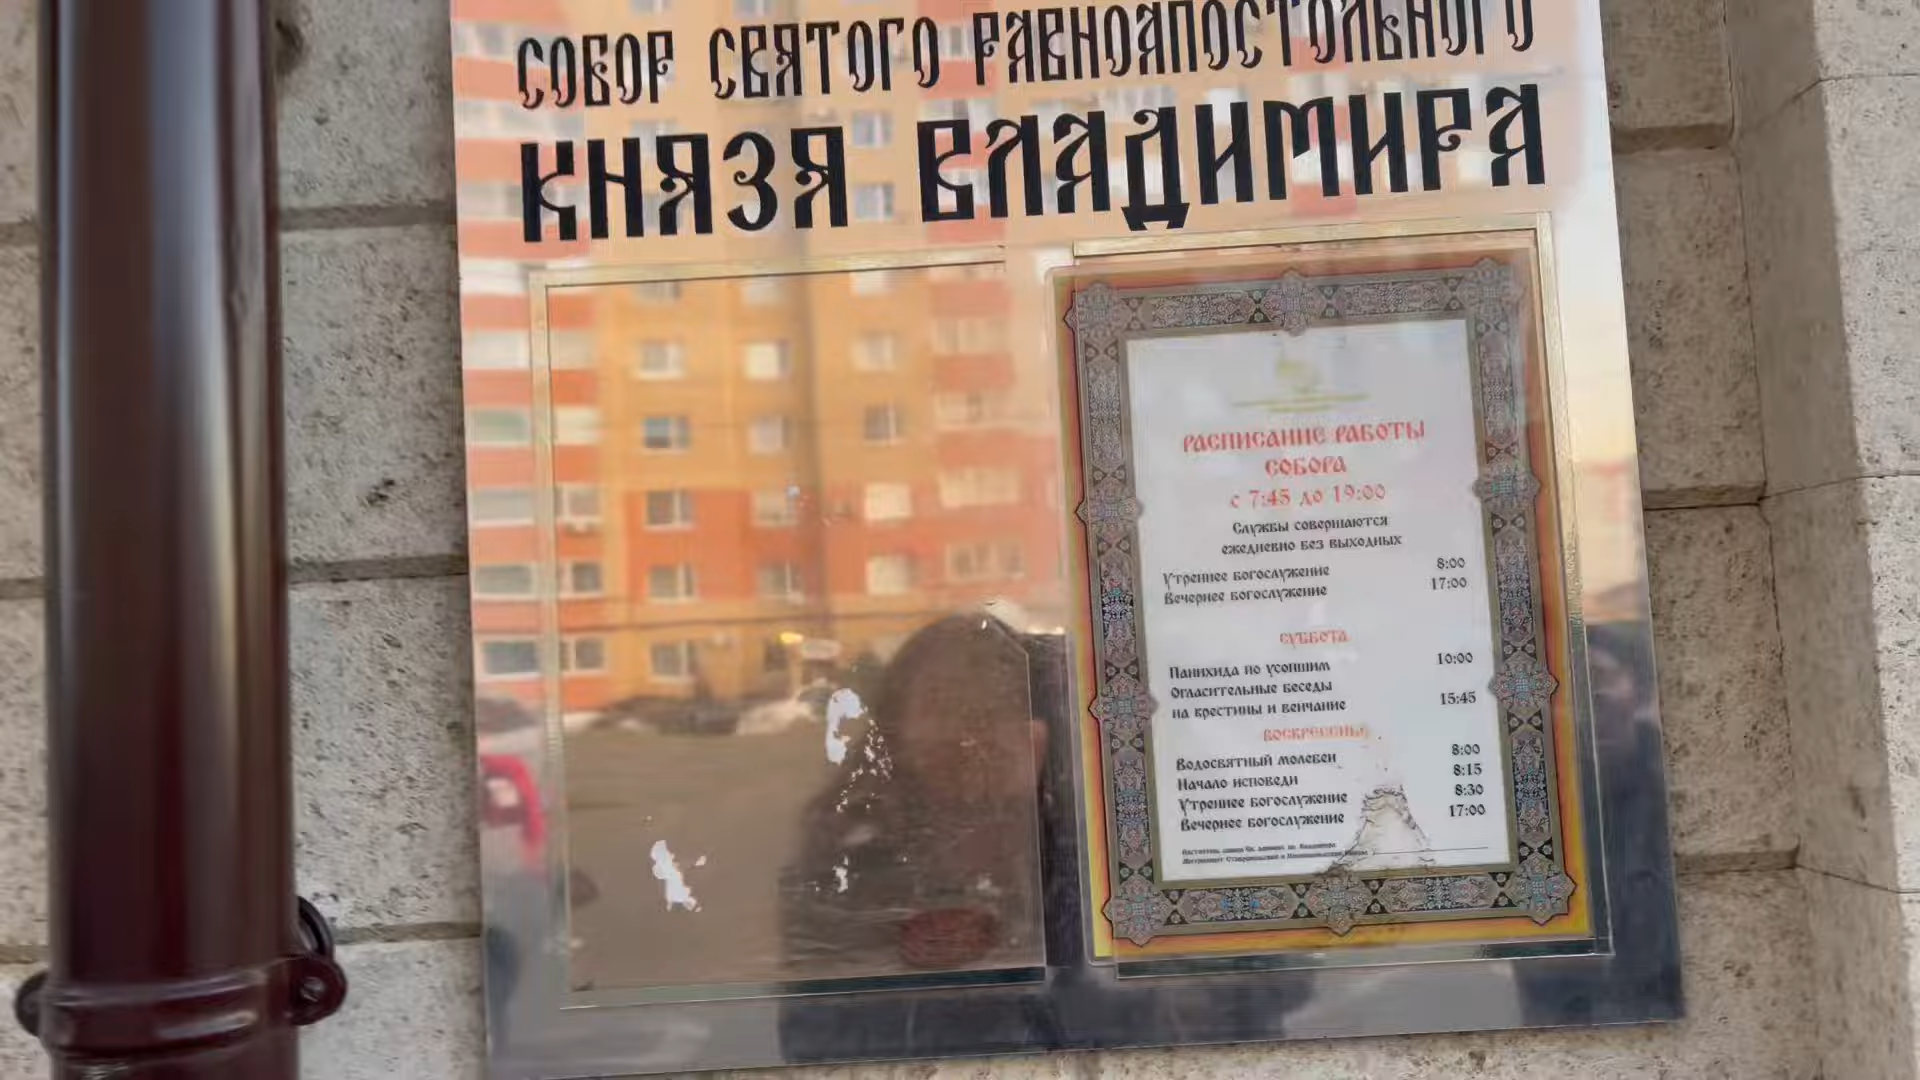 СОБОР СВЯТОГО РАВНОАПОСТОЛЬНОГО
КНЯЗЯ ВЛАДИМИРА
РАСПИСАНИЕ РАБОТЫ
СОБОРА
с 7:45 до 19:00
Службы совершаются
ежедневно без выходных
Утреннее богослужение 8:00
Вечернее богослужение 17:00
СУББОТА
Панихида по усопшим 10:00
Огласительные беседы
на крестины и венчание 15:45
ВОСКРЕСЕНЬЕ
Водосвятный молебен 8:00
Начало исповеди 8:15
Утреннее богослужение 8:30
Вечернее богослужение 17:00